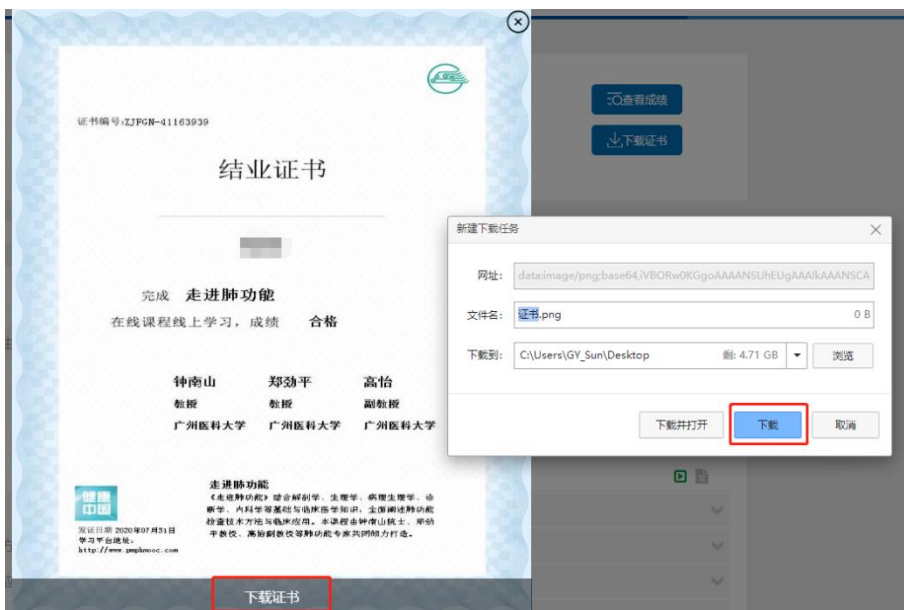 证书编号:ZJFGN-41163939
结业证书
完成 走进肺功能
在线课程线上学习，成绩 合格
钟南山 郑劲平 高怡
教授 教授 副教授
广州医科大学 广州医科大学 广州医科大学
健康
中国
发证日期 2020年07月31日
学习平台地址:
http://www.pmphmooc.com
走进肺功能
《走进肺功能》结合解剖学、生理学、病理生理学、诊
断学、内科学等基础与临床医学知识，全面阐述肺功能
检查技术方法与临床应用。本课程由钟南山院士、郑劲
平教授、高怡副教授等肺功能专家共同倾力打造。
下载证书
查看成绩
下载证书
新建下载任务
网址: data:image/png;base64,iVBORw0KGgoAAAANSUhEUgAAAlkAAANSCA
文件名: 证书.png 0 B
下载到: C:\Users\GY_Sun\Desktop 剩: 4.71 GB 浏览
下载并打开 下载 取消